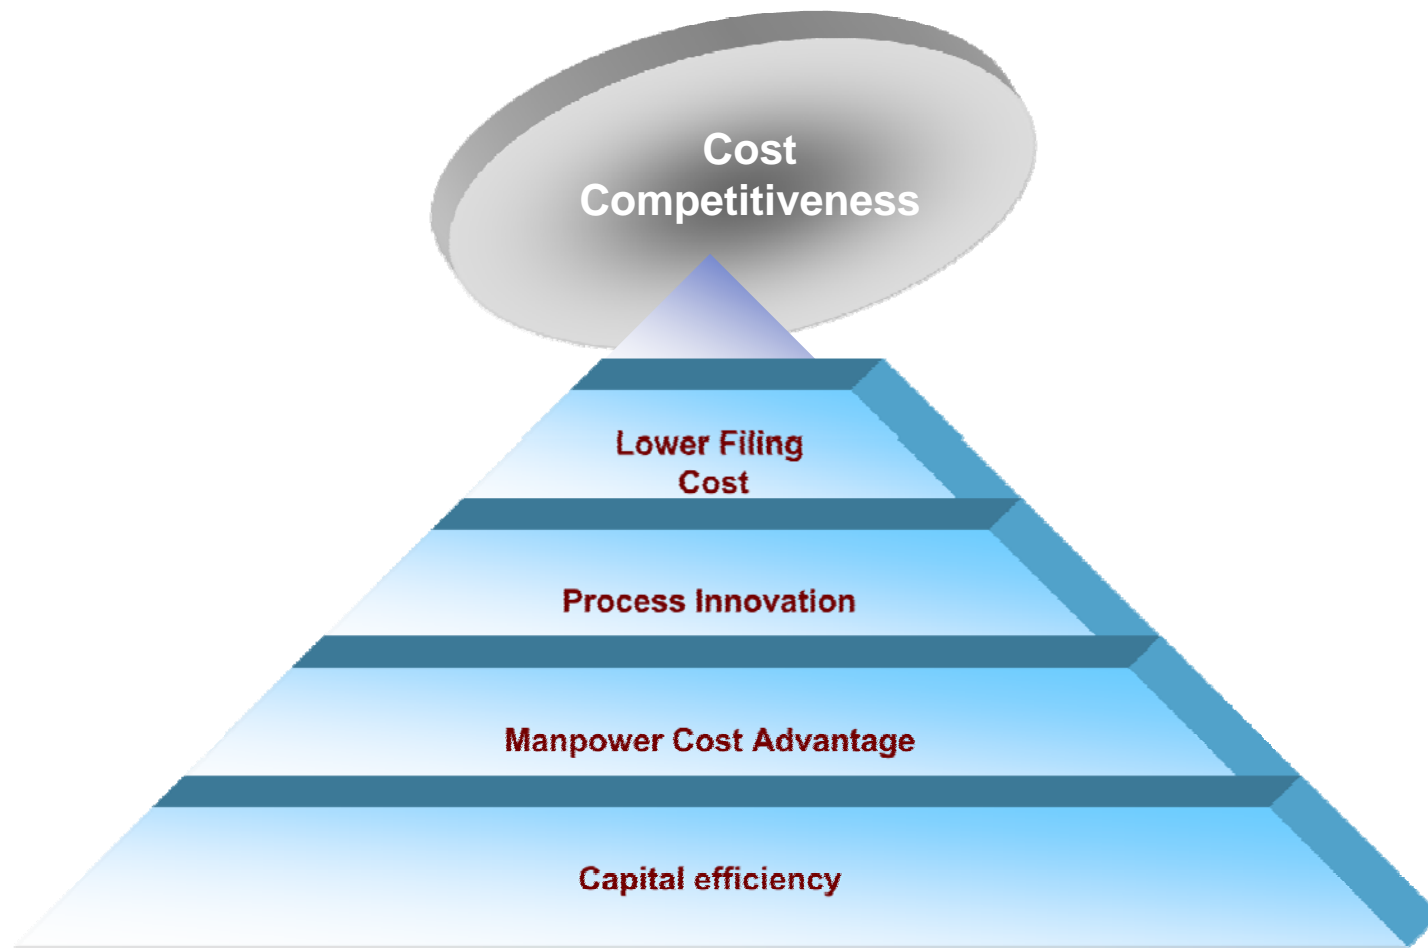 Cost
Competitiveness
Lower Filing
Cost
Process Innovation
Manpower Cost Advantage
Capital efficiency